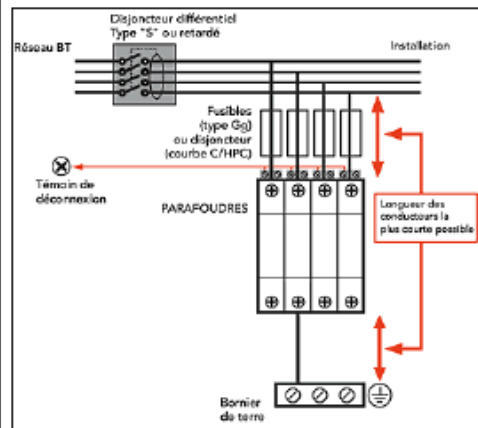 Disjoncteur différentiel
Type "S" ou retardé
Réseau BT
Installation
Fusibles
(type Gg)
ou disjoncteur
(courbe C/HPC)
Témoin de
déconnexion
PARAFOUDRES
Longueur des
conducteurs la
plus courte possible
Bornier
de terre